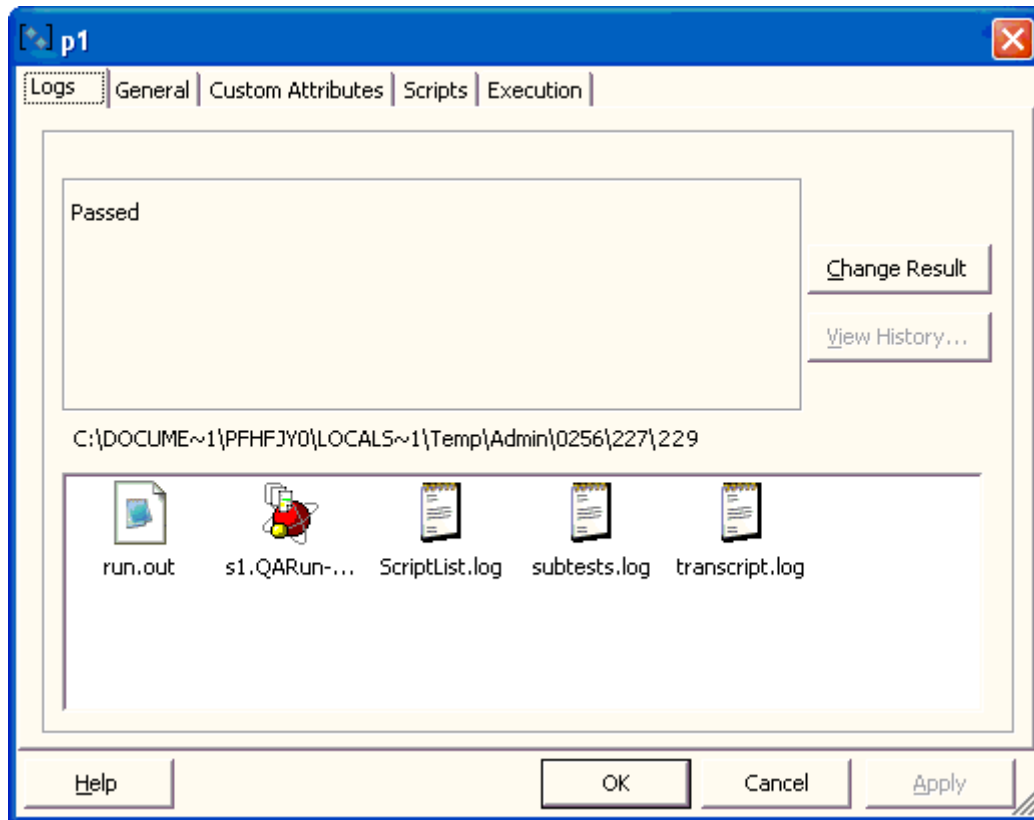 p1
Logs General Custom Attributes Scripts Execution
Passed
Change Result
View History...
C:\DOCUME~1\PFHFJY0\LOCALS~1\Temp\Admin\0256\227\229
run.out s1.QARun-... ScriptList.log subtests.log transcript.log
Help OK Cancel Apply